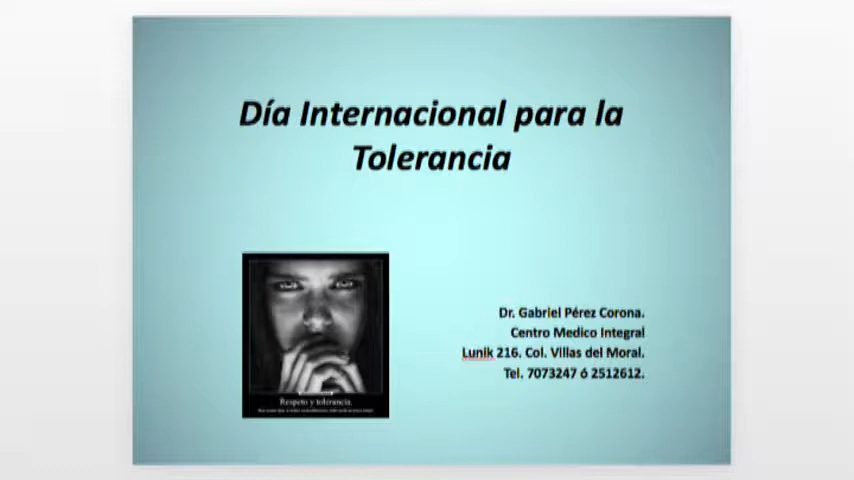 Día Internacional para la
Tolerancia
Dr. Gabriel Pérez Corona.
Centro Medico Integral
Lunik 216. Col. Villas del Moral.
Tel. 7073247 ó 2512612.
Respeto y tolerancia.